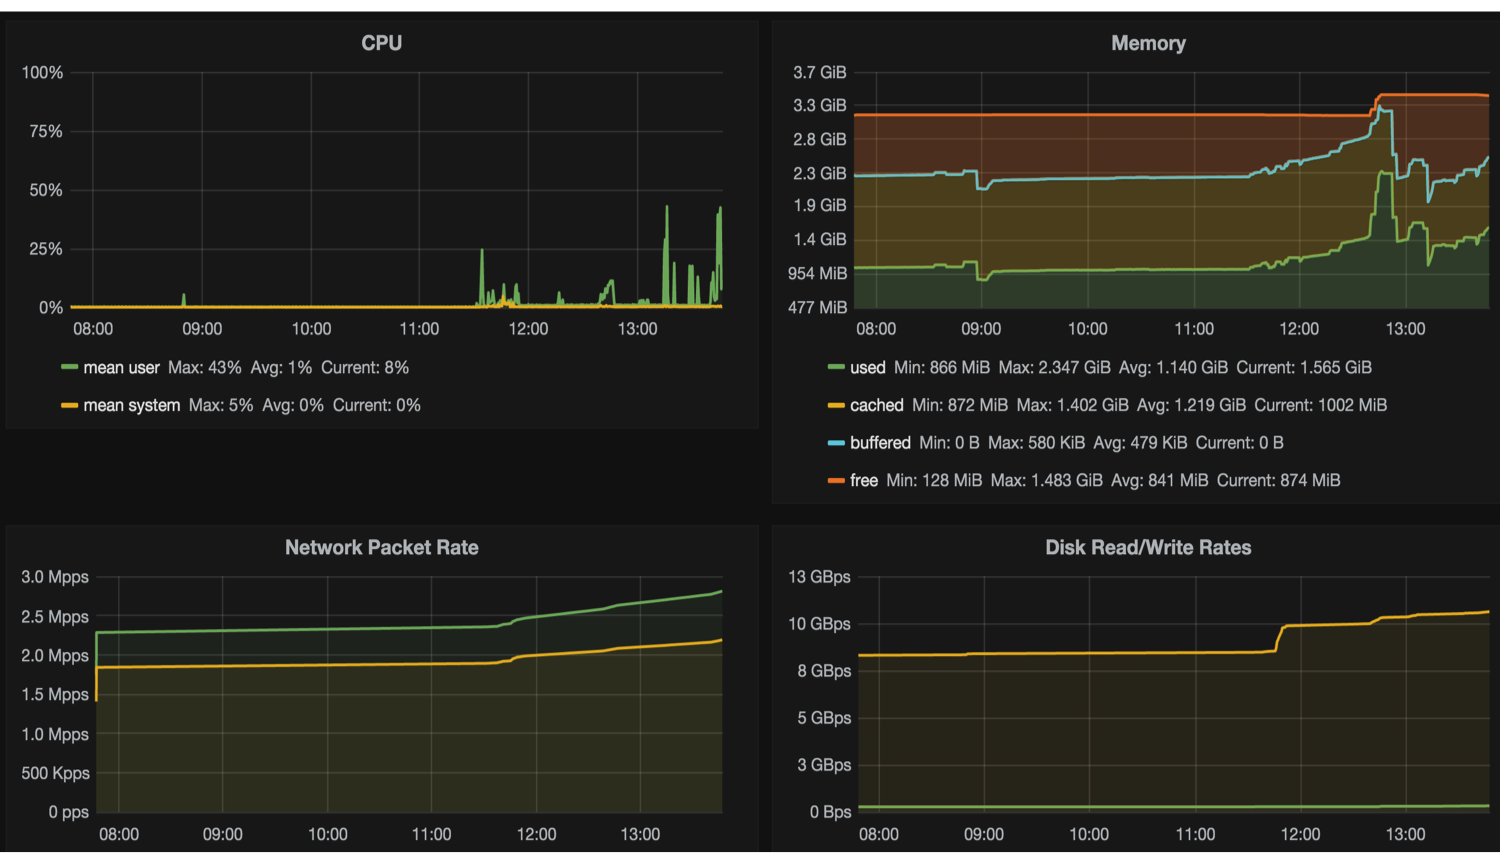 CPU
100%
75%
50%
25%
0%
08:00 09:00 10:00 11:00 12:00 13:00
mean user Max: 43% Avg: 1% Current: 8%
mean system Max: 5% Avg: 0% Current: 0%
Memory
3.7 GiB
3.3 GiB
2.8 GiB
2.3 GiB
1.9 GiB
1.4 GiB
954 MiB
477 MiB
08:00 09:00 10:00 11:00 12:00 13:00
used Min: 866 MiB Max: 2.347 GiB Avg: 1.140 GiB Current: 1.565 GiB
cached Min: 872 MiB Max: 1.402 GiB Avg: 1.219 GiB Current: 1002 MiB
buffered Min: 0 B Max: 580 KiB Avg: 479 KiB Current: 0 B
free Min: 128 MiB Max: 1.483 GiB Avg: 841 MiB Current: 874 MiB
Network Packet Rate
3.0 Mpps
2.5 Mpps
2.0 Mpps
1.5 Mpps
1.0 Mpps
500 Kpps
0 pps
08:00 09:00 10:00 11:00 12:00 13:00
Disk Read/Write Rates
13 GBps
10 GBps
8 GBps
5 GBps
3 GBps
0 Bps
08:00 09:00 10:00 11:00 12:00 13:00